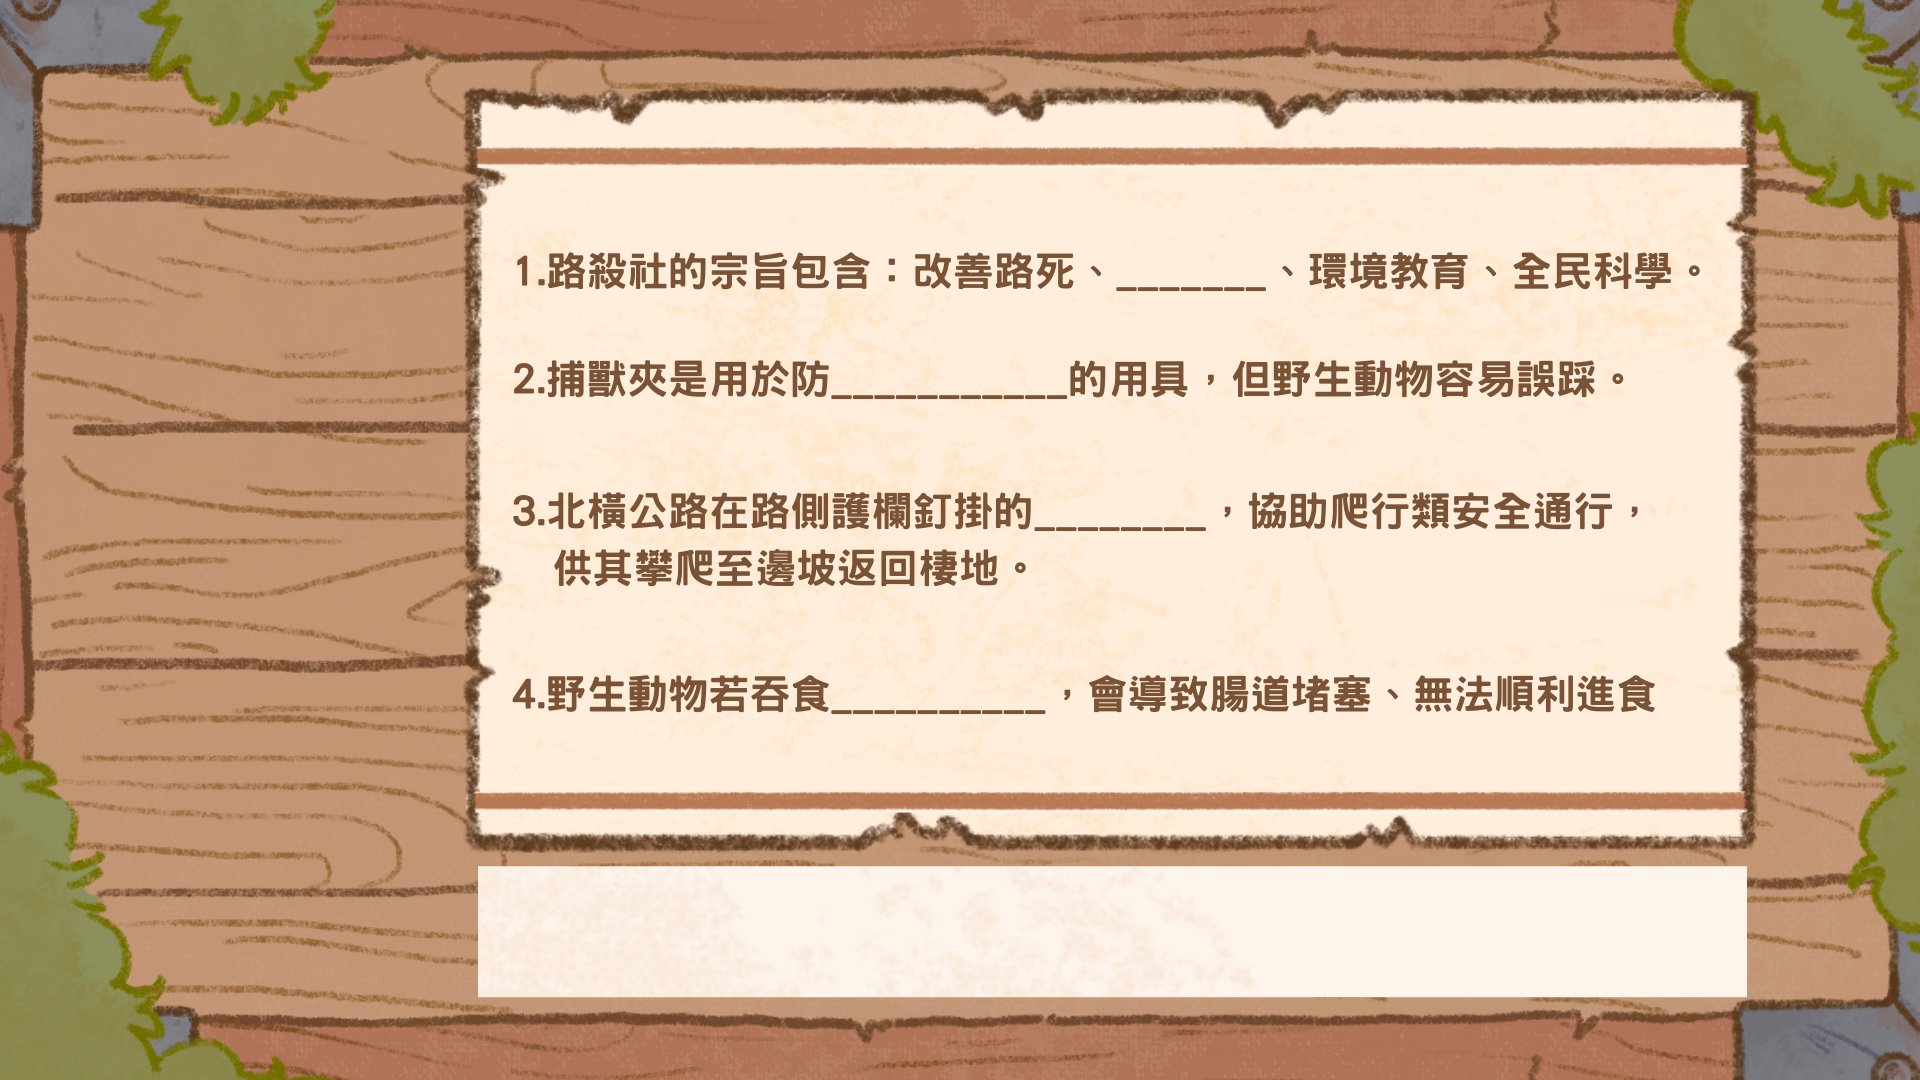 1.路殺社的宗旨包含：改善路死、_______、環境教育、全民科學。
2.捕獸夾是用於防___________的用具，但野生動物容易誤踩。
3.北橫公路在路側護欄釘掛的________，協助爬行類安全通行，
供其攀爬至邊坡返回棲地。
4.野生動物若吞食__________，會導致腸道堵塞、無法順利進食